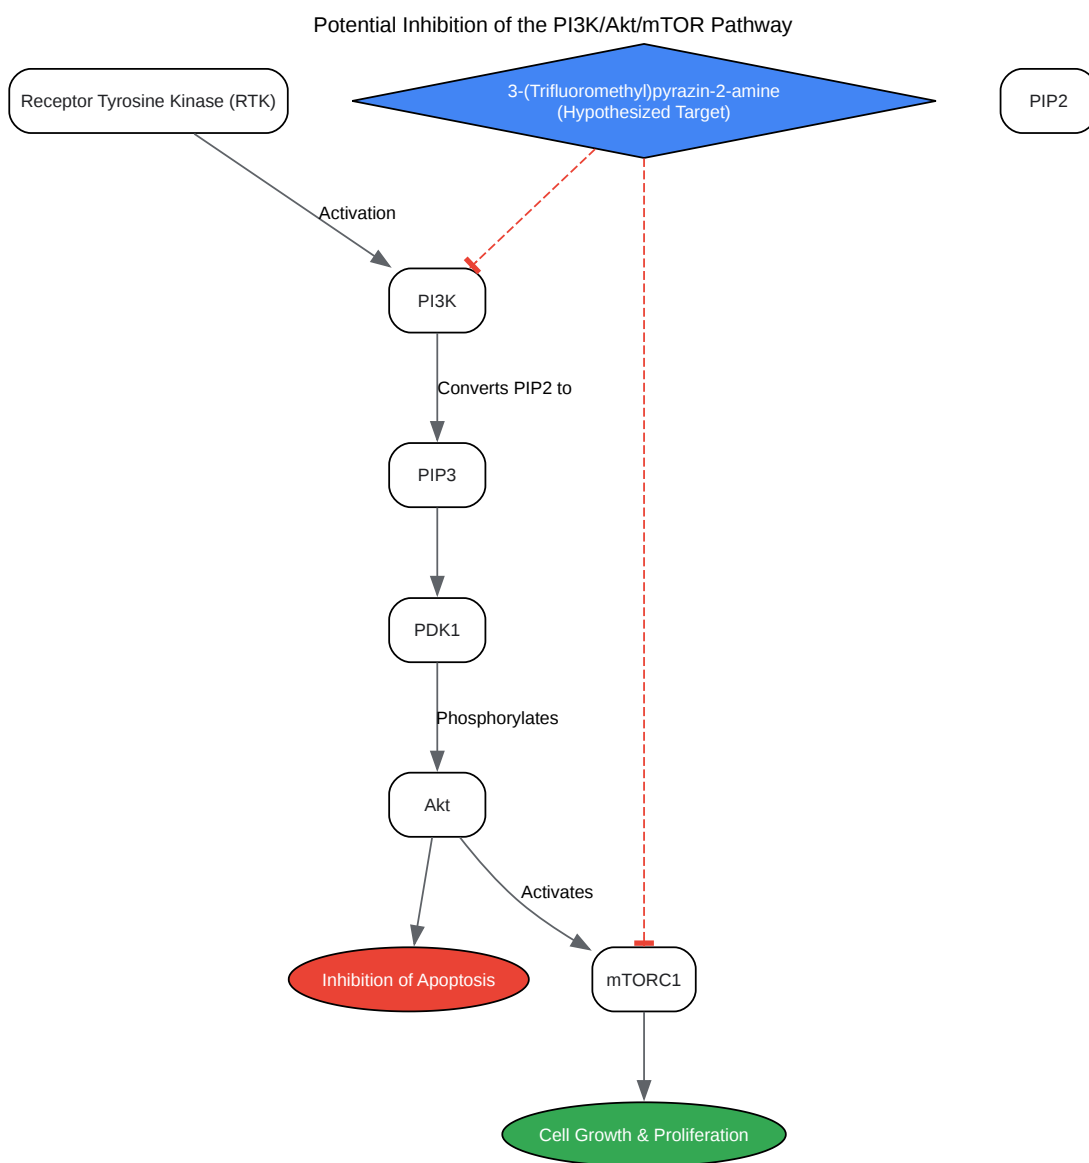 Potential Inhibition of the PI3K/Akt/mTOR Pathway
Receptor Tyrosine Kinase (RTK)
3-(Trifluoromethyl)pyrazin-2-amine
(Hypothesized Target)
PIP2
Activation
PI3K
Converts PIP2 to
PIP3
PDK1
Phosphorylates
Akt
Activates
Inhibition of Apoptosis
mTORC1
Cell Growth & Proliferation